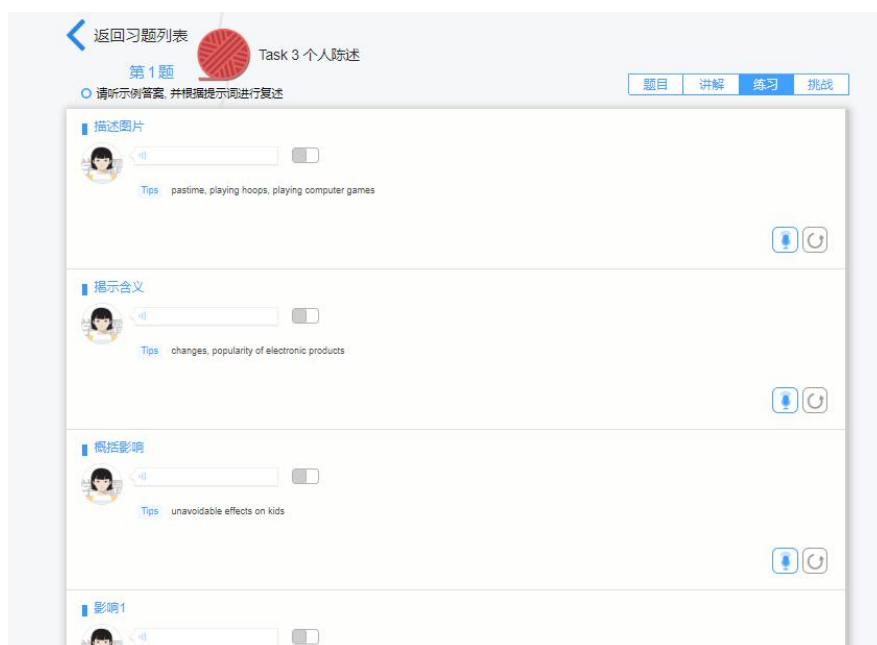 返回习题列表
Task 3 个人陈述
第1题
请听示例答案, 并根据提示词进行复述
题目 讲解 练习 挑战
描述图片
Tips pastime, playing hoops, playing computer games
揭示含义
Tips changes, popularity of electronic products
概括影响
Tips unavoidable effects on kids
影响1